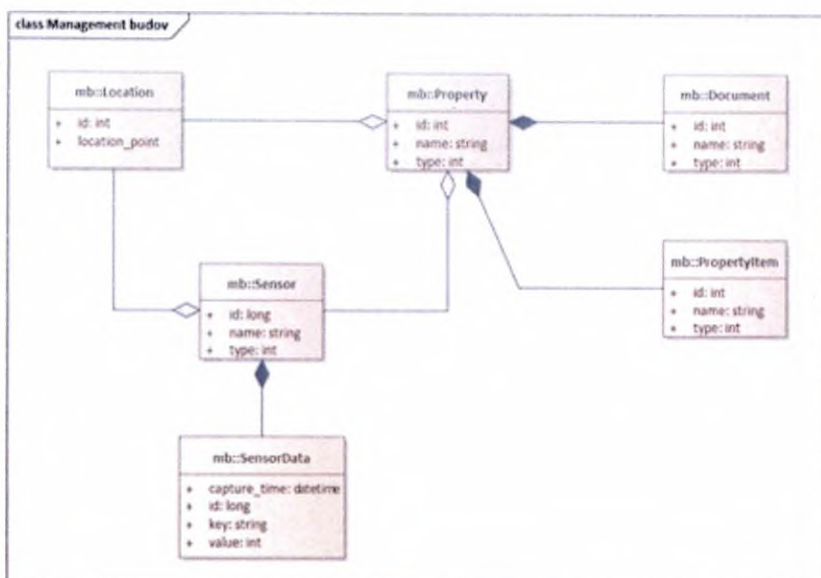 class Management budov
mb::Location
+ id: int
+ location_point
mb::Property
+ id: int
+ name: string
+ type: int
mb::Document
+ id: int
+ name: string
+ type: int
mb::Sensor
+ id: long
+ name: string
+ type: int
mb::PropertyItem
+ id: int
+ name: string
+ type: int
mb::SensorData
+ capture_time: datetime
+ id: long
+ key: string
+ value: int